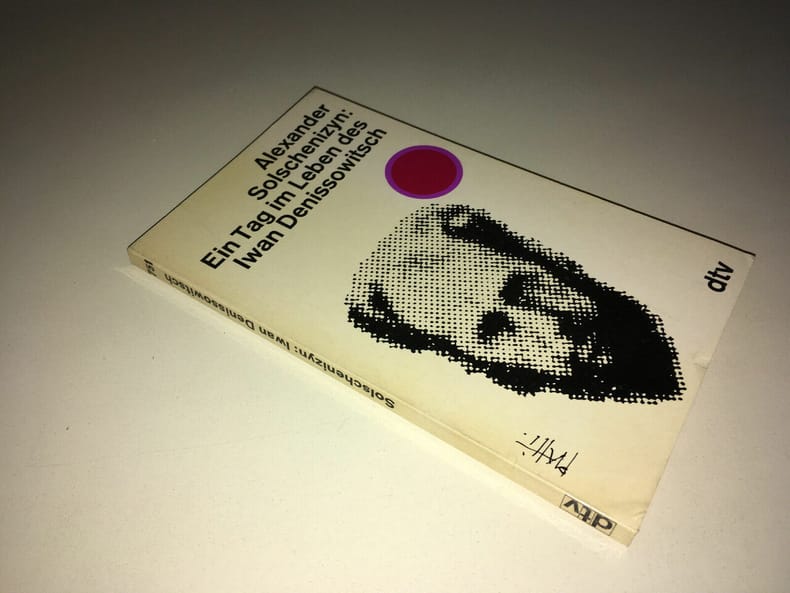 Alexander
Solschenizyn:
Ein Tag im Leben des
Iwan Denissowitsch
dtv
Solschenizyn: Iwan Denissowitsch
dtv